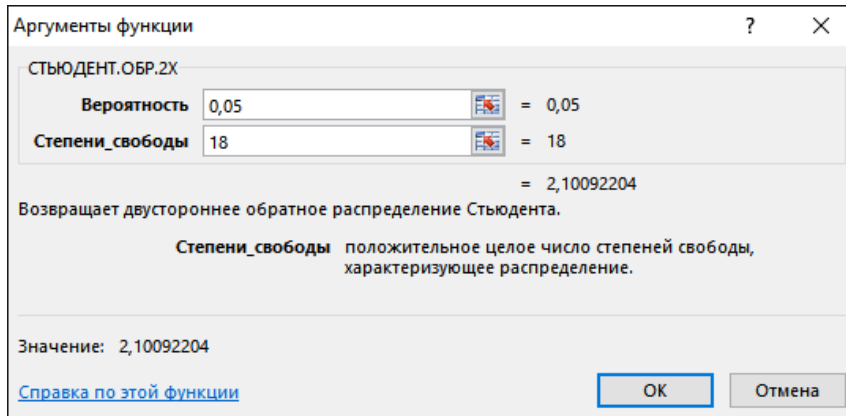 Аргументы функции ? ×
СТЬЮДЕНТ.ОБР.2Х
Вероятность 0,05 = 0,05
Степени_свободы 18 = 18
= 2,10092204
Возвращает двустороннее обратное распределение Стьюдента.
Степени_свободы положительное целое число степеней свободы,
характеризующее распределение.
Значение: 2,10092204
Справка по этой функции ОК Отмена